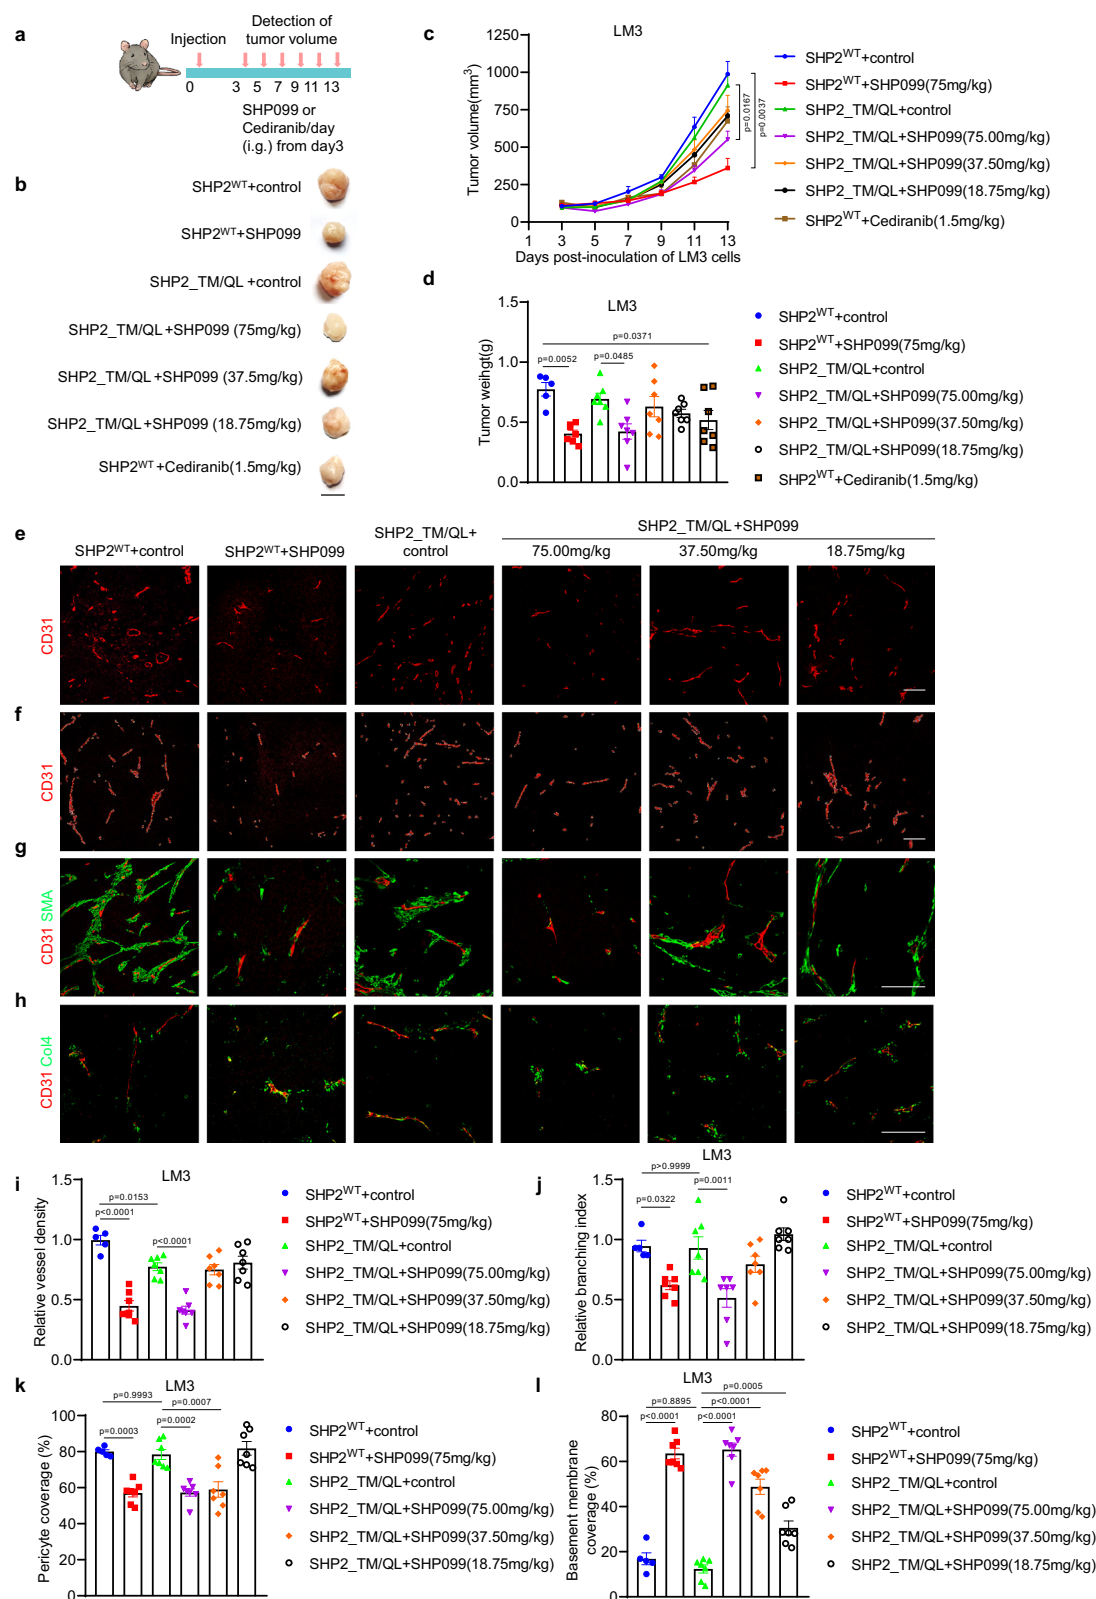 a
Injection
Detection of
tumor volume
0 3 5 7 9 11 13
SHP099 or
Cediranib/day
(i.g.) from day3
b
SHP2WT+control
SHP2WT+SHP099
SHP2_TM/QL +control
SHP2_TM/QL +SHP099 (75mg/kg)
SHP2_TM/QL +SHP099 (37.5mg/kg)
SHP2_TM/QL +SHP099 (18.75mg/kg)
SHP2WT+Cediranib(1.5mg/kg)
c
LM3
Tumor volume(mm3)
1250
1000
750
500
250
0
1 3 5 7 9 11 13
Days post-inoculation of LM3 cells
p=0.0167
p=0.0037
SHP2WT+control
SHP2WT+SHP099(75mg/kg)
SHP2_TM/QL+control
SHP2_TM/QL+SHP099(75.00mg/kg)
SHP2_TM/QL+SHP099(37.50mg/kg)
SHP2_TM/QL+SHP099(18.75mg/kg)
SHP2WT+Cediranib(1.5mg/kg)
d
LM3
Tumor weihgt(g)
1.5
1.0
0.5
0.0
p=0.0371
p=0.0052
p=0.0485
SHP2WT+control
SHP2WT+SHP099(75mg/kg)
SHP2_TM/QL+control
SHP2_TM/QL+SHP099(75.00mg/kg)
SHP2_TM/QL+SHP099(37.50mg/kg)
SHP2_TM/QL+SHP099(18.75mg/kg)
SHP2WT+Cediranib(1.5mg/kg)
e
SHP2WT+control
SHP2WT+SHP099
SHP2_TM/QL+
control
SHP2_TM/QL +SHP099
75.00mg/kg
37.50mg/kg
18.75mg/kg
CD31
f
CD31
g
CD31 SMA
h
CD31 Col4
i
LM3
Relative vessel density
1.5
1.0
0.5
0.0
p=0.0153
p<0.0001
p<0.0001
SHP2WT+control
SHP2WT+SHP099(75mg/kg)
SHP2_TM/QL+control
SHP2_TM/QL+SHP099(75.00mg/kg)
SHP2_TM/QL+SHP099(37.50mg/kg)
SHP2_TM/QL+SHP099(18.75mg/kg)
j
LM3
Relative branching index
1.5
1.0
0.5
0.0
p>0.9999
p=0.0011
p=0.0322
SHP2WT+control
SHP2WT+SHP099(75mg/kg)
SHP2_TM/QL+control
SHP2_TM/QL+SHP099(75.00mg/kg)
SHP2_TM/QL+SHP099(37.50mg/kg)
SHP2_TM/QL+SHP099(18.75mg/kg)
k
LM3
Pericyte coverage (%)
100
80
60
40
20
0
p=0.9993
p=0.0007
p=0.0002
p=0.0003
SHP2WT+control
SHP2WT+SHP099(75mg/kg)
SHP2_TM/QL+control
SHP2_TM/QL+SHP099(75.00mg/kg)
SHP2_TM/QL+SHP099(37.50mg/kg)
SHP2_TM/QL+SHP099(18.75mg/kg)
l
LM3
Basement membrane
coverage (%)
80
60
40
20
0
p=0.0005
p=0.8895
p<0.0001
p<0.0001
p<0.0001
SHP2WT+control
SHP2WT+SHP099(75mg/kg)
SHP2_TM/QL+control
SHP2_TM/QL+SHP099(75.00mg/kg)
SHP2_TM/QL+SHP099(37.50mg/kg)
SHP2_TM/QL+SHP099(18.75mg/kg)